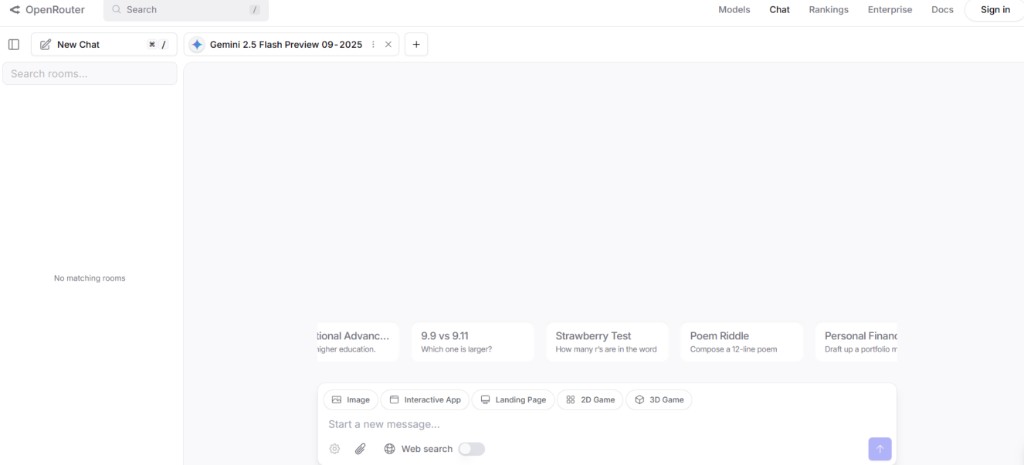 OpenRouter
Search /
Models Chat Rankings Enterprise Docs Sign in
New Chat ⌘ /
Gemini 2.5 Flash Preview 09-2025
Search rooms...
No matching rooms
tional Advanc...
higher education.
9.9 vs 9.11
Which one is larger?
Strawberry Test
How many r's are in the word
Poem Riddle
Compose a 12-line poem
Personal Financ
Draft up a portfolio m
Image Interactive App Landing Page 2D Game 3D Game
Start a new message...
Web search